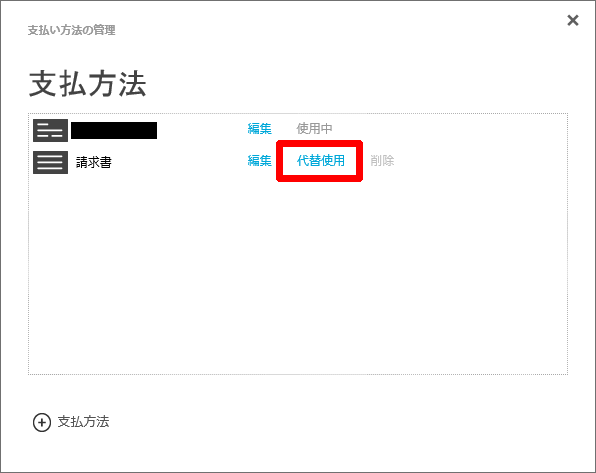 支払い方法の管理
支払方法
編集 使用中
請求書 編集 代替使用 削除
支払方法